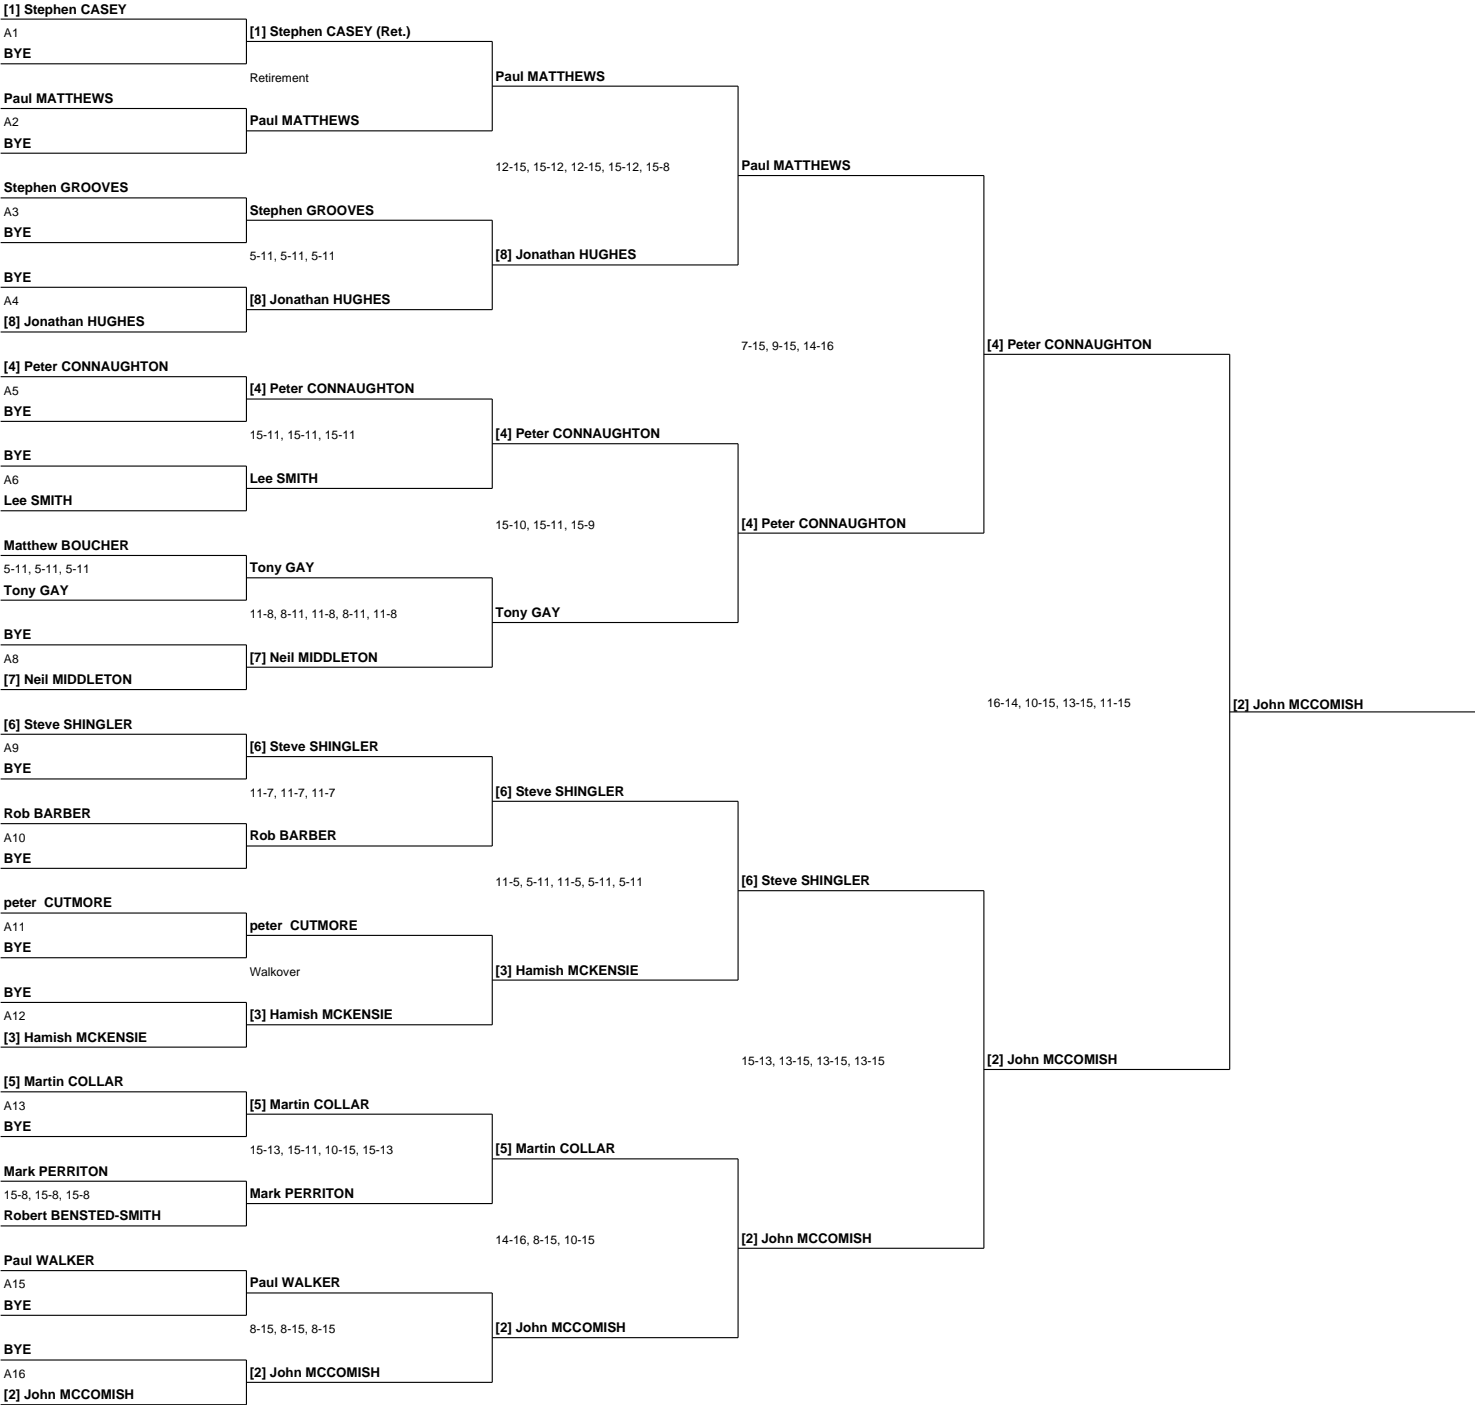 [1] Stephen CASEY
A1
BYE
Paul MATTHEWS
A2
BYE
Stephen GROOVES
A3
BYE
BYE
A4
[8] Jonathan HUGHES
[4] Peter CONNAUGHTON
A5
BYE
BYE
A6
Lee SMITH
Matthew BOUCHER
5-11, 5-11, 5-11
Tony GAY
BYE
A8
[7] Neil MIDDLETON
[6] Steve SHINGLER
A9
BYE
Rob BARBER
A10
BYE
peter  CUTMORE
A11
BYE
BYE
A12
[3] Hamish MCKENSIE
[5] Martin COLLAR
A13
BYE
Mark PERRITON
15-8, 15-8, 15-8
Robert BENSTED-SMITH
Paul WALKER
A15
BYE
BYE
A16
[2] John MCCOMISH
[1] Stephen CASEY (Ret.)
Retirement
Paul MATTHEWS
Stephen GROOVES
5-11, 5-11, 5-11
[8] Jonathan HUGHES
[4] Peter CONNAUGHTON
15-11, 15-11, 15-11
Lee SMITH
Tony GAY
11-8, 8-11, 11-8, 8-11, 11-8
[7] Neil MIDDLETON
[6] Steve SHINGLER
11-7, 11-7, 11-7
Rob BARBER
peter  CUTMORE
Walkover
[3] Hamish MCKENSIE
[5] Martin COLLAR
15-13, 15-11, 10-15, 15-13
Mark PERRITON
Paul WALKER
8-15, 8-15, 8-15
[2] John MCCOMISH
Paul MATTHEWS
12-15, 15-12, 12-15, 15-12, 15-8
[8] Jonathan HUGHES
[4] Peter CONNAUGHTON
15-10, 15-11, 15-9
Tony GAY
[6] Steve SHINGLER
11-5, 5-11, 11-5, 5-11, 5-11
[3] Hamish MCKENSIE
[5] Martin COLLAR
14-16, 8-15, 10-15
[2] John MCCOMISH
Paul MATTHEWS
7-15, 9-15, 14-16
[4] Peter CONNAUGHTON
[6] Steve SHINGLER
15-13, 13-15, 13-15, 13-15
[2] John MCCOMISH
[4] Peter CONNAUGHTON
16-14, 10-15, 13-15, 11-15
[2] John MCCOMISH
[2] John MCCOMISH